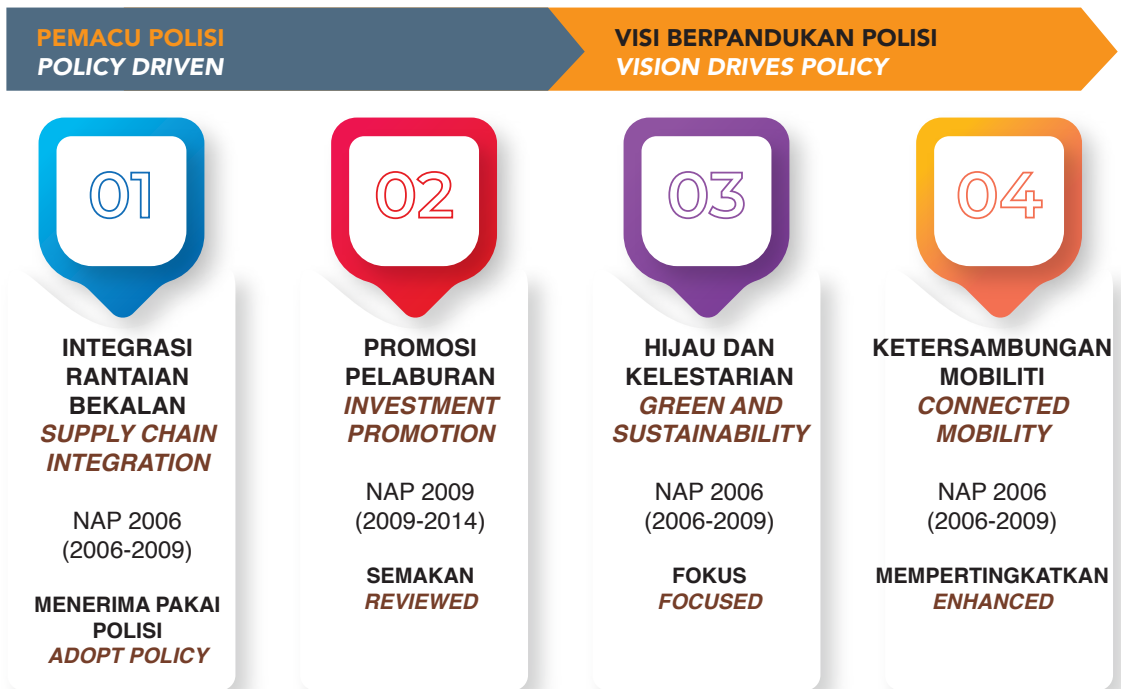 PEMACU POLISI
POLICY DRIVEN
VISI BERPANDUKAN POLISI
VISION DRIVES POLICY
01
INTEGRASI
RANTAIAN
BEKALAN
SUPPLY CHAIN
INTEGRATION
NAP 2006
(2006-2009)
MENERIMA PAKAI
POLISI
ADOPT POLICY
02
PROMOSI
PELABURAN
INVESTMENT
PROMOTION
NAP 2009
(2009-2014)
SEMAKAN
REVIEWED
03
HIJAU DAN
KELESTARIAN
GREEN AND
SUSTAINABILITY
NAP 2006
(2006-2009)
FOKUS
FOCUSED
04
KETERSAMBUNGAN
MOBILITI
CONNECTED
MOBILITY
NAP 2006
(2006-2009)
MEMPERTINGKATKAN
ENHANCED